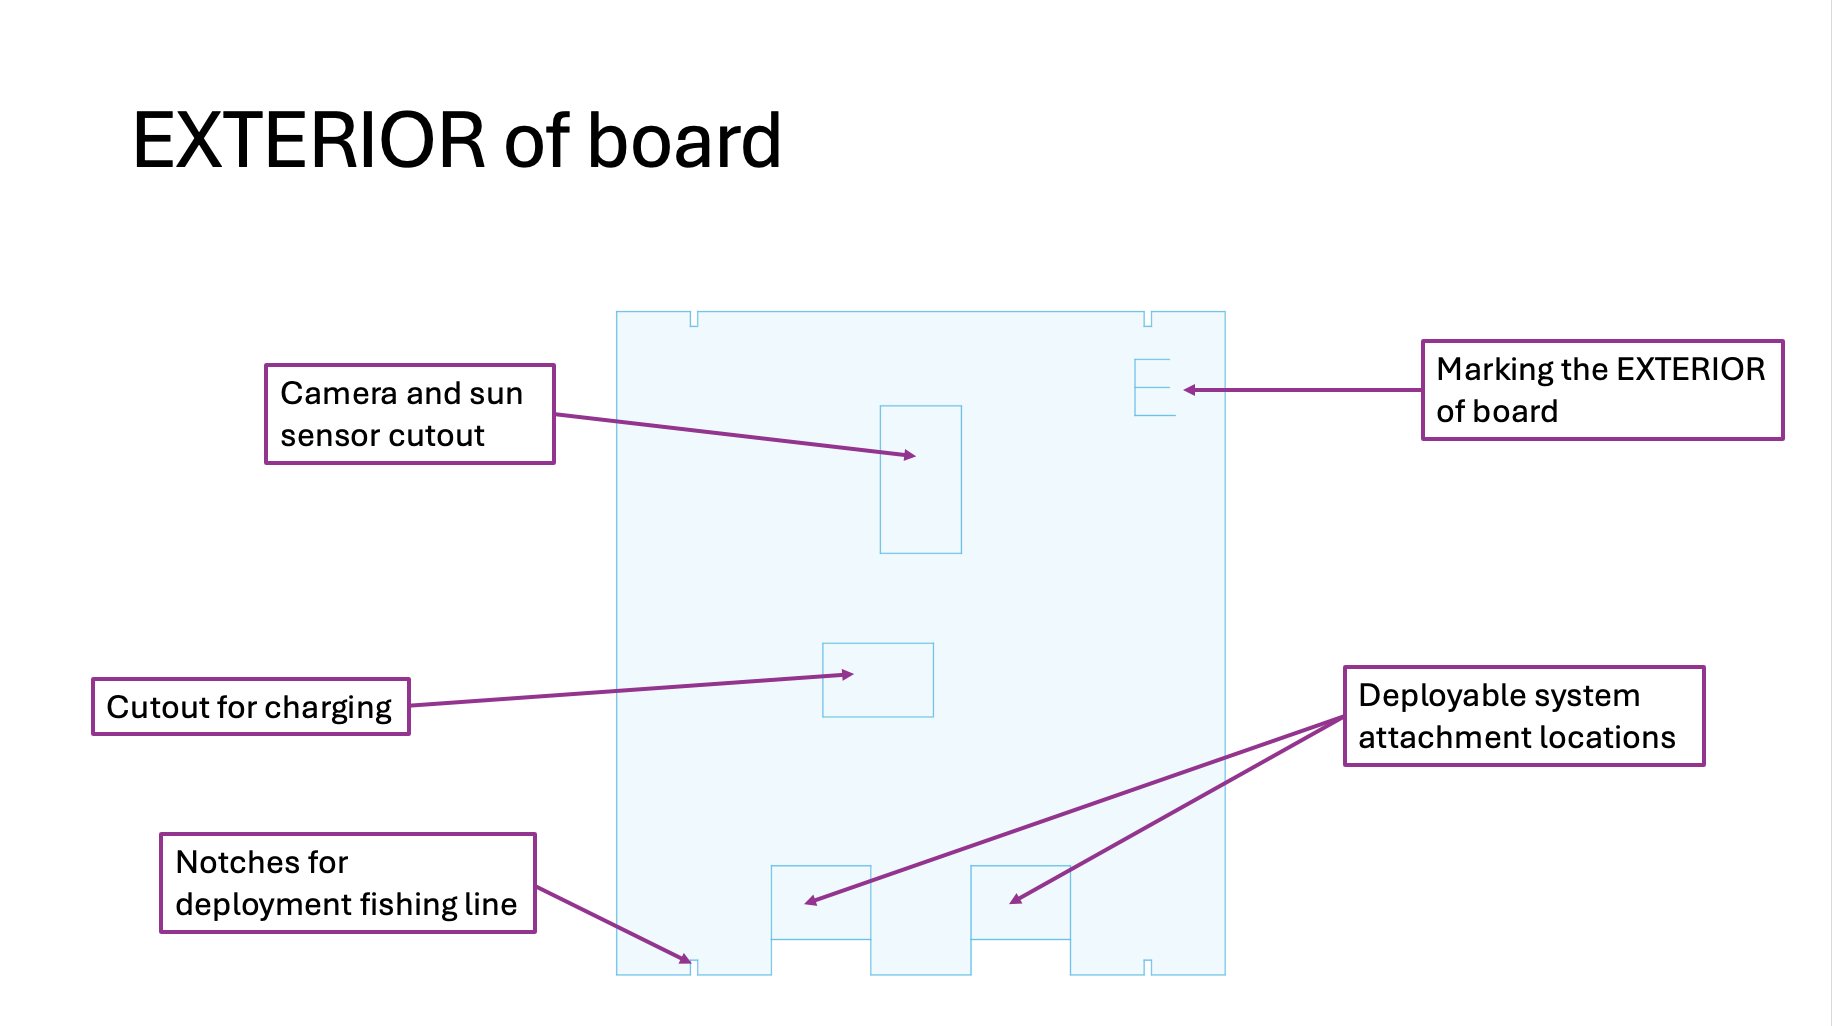 EXTERIOR of board
Camera and sun
sensor cutout
Marking the EXTERIOR
of board
E
Cutout for charging
Deployable system
attachment locations
Notches for
deployment fishing line